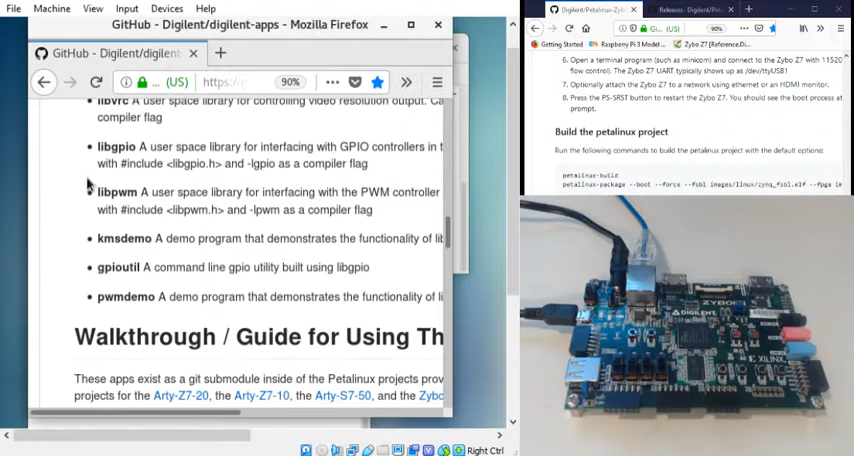 File Machine View Input Devices Help
GitHub - Digilent/digilent-apps - Mozilla Firefox
GitHub - Digilent/digilent
(US) https://g
90%
libvrc A user space library for controlling video resolution output. Ca
compiler flag
libgpio A user space library for interfacing with GPIO controllers in t
with #include <libgpio.h> and -lgpio as a compiler flag
libpwm A user space library for interfacing with the PWM controller
with #include <libpwm.h> and -lpwm as a compiler flag
kmsdemo A demo program that demonstrates the functionality of lib
gpioutil A command line gpio utility built using libgpio
pwmdemo A demo program that demonstrates the functionality of li
Walkthrough / Guide for Using Th
These apps exist as a git submodule inside of the Petalinux projects prov
projects for the Arty-Z7-20, the Arty-Z7-10, the Arty-S7-50, and the Zybo
Right Ctrl
Digilent/Petalinux-Zyb
Releases - Digilent/Pet
90%
Getting Started Raspberry Pi 3 Model... Zybo Z7 [Reference.Di
6. Open a terminal program (such as minicom) and connect to the Zybo Z7 with 11520
flow control). The Zybo Z7 UART typically shows up as /dev/ttyUSB1
7. Optionally attach the Zybo Z7 to a network using ethernet or an HDMI monitor.
8. Press the PS-SRST button to restart the Zybo Z7. You should see the boot process at
prompt.
Build the petalinux project
Run the following commands to build the petalinux project with the default options:
petalinux-build
petalinux-package --boot --force --fsbl images/linux/zynq_fsbl.elf --fpga im
ZYBO
DIGILENT
XILINX